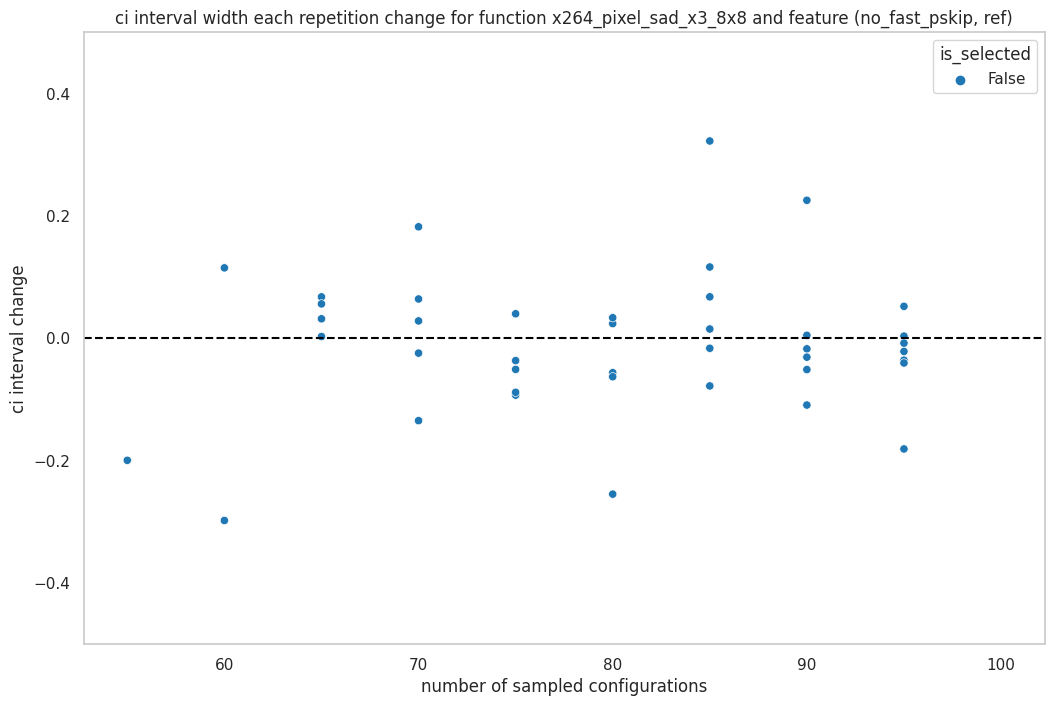 ci interval width each repetition change for function x264_pixel_sad_x3_8x8 and feature (no_fast_pskip, ref)
is_selected
False
0.4
0.2
0.0
−0.2
−0.4
ci interval change
60 70 80 90 100
number of sampled configurations